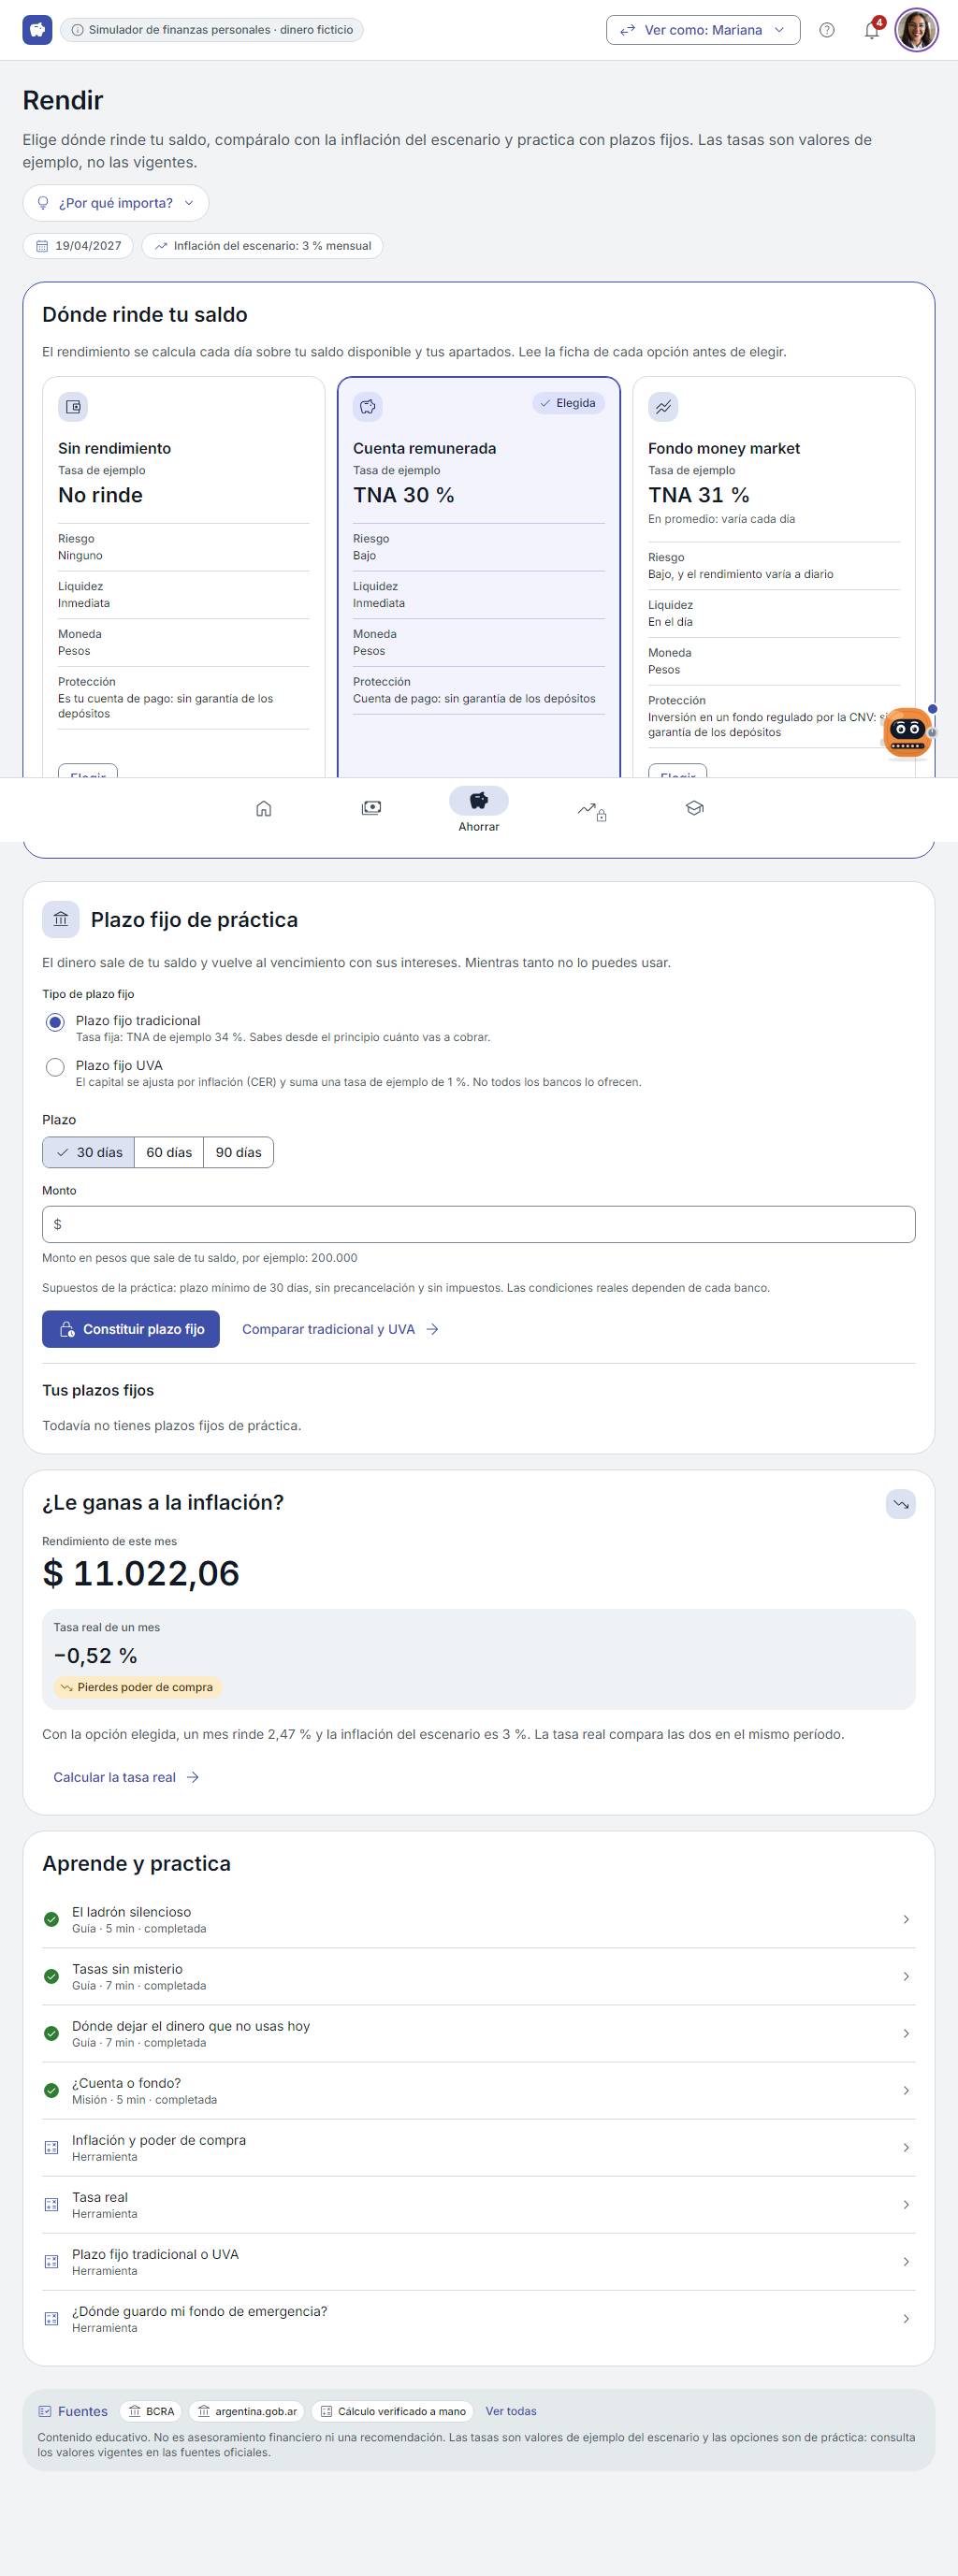 Simulador de finanzas personales · dinero ficticio
Ver como: Mariana
4
Rendir
Elige dónde rinde tu saldo, compáralo con la inflación del escenario y practica con plazos fijos. Las tasas son valores de
ejemplo, no las vigentes.
¿Por qué importa?
19/04/2027
Inflación del escenario: 3 % mensual
Dónde rinde tu saldo
El rendimiento se calcula cada día sobre tu saldo disponible y tus apartados. Lee la ficha de cada opción antes de elegir.
Sin rendimiento
Tasa de ejemplo
No rinde
Riesgo
Ninguno
Liquidez
Inmediata
Moneda
Pesos
Protección
Es tu cuenta de pago: sin garantía de los
depósitos
Elegir
Elegida
Cuenta remunerada
Tasa de ejemplo
TNA 30 %
Riesgo
Bajo
Liquidez
Inmediata
Moneda
Pesos
Protección
Cuenta de pago: sin garantía de los depósitos
Fondo money market
Tasa de ejemplo
TNA 31 %
En promedio: varía cada día
Riesgo
Bajo, y el rendimiento varía a diario
Liquidez
En el día
Moneda
Pesos
Protección
Inversión en un fondo regulado por la CNV:
garantía de los depósitos
Elegir
Ahorrar
Plazo fijo de práctica
El dinero sale de tu saldo y vuelve al vencimiento con sus intereses. Mientras tanto no lo puedes usar.
Tipo de plazo fijo
Plazo fijo tradicional
Tasa fija: TNA de ejemplo 34 %. Sabes desde el principio cuánto vas a cobrar.
Plazo fijo UVA
El capital se ajusta por inflación (CER) y suma una tasa de ejemplo de 1 %. No todos los bancos lo ofrecen.
Plazo
30 días
60 días
90 días
Monto
$
Monto en pesos que sale de tu saldo, por ejemplo: 200.000
Supuestos de la práctica: plazo mínimo de 30 días, sin precancelación y sin impuestos. Las condiciones reales dependen de cada banco.
Constituir plazo fijo
Comparar tradicional y UVA
Tus plazos fijos
Todavía no tienes plazos fijos de práctica.
¿Le ganas a la inflación?
Rendimiento de este mes
$ 11.022,06
Tasa real de un mes
−0,52 %
Pierdes poder de compra
Con la opción elegida, un mes rinde 2,47 % y la inflación del escenario es 3 %. La tasa real compara las dos en el mismo período.
Calcular la tasa real
Aprende y practica
El ladrón silencioso
Guía · 5 min · completada
Tasas sin misterio
Guía · 7 min · completada
Dónde dejar el dinero que no usas hoy
Guía · 7 min · completada
¿Cuenta o fondo?
Misión · 5 min · completada
Inflación y poder de compra
Herramienta
Tasa real
Herramienta
Plazo fijo tradicional o UVA
Herramienta
¿Dónde guardo mi fondo de emergencia?
Herramienta
Fuentes
BCRA
argentina.gob.ar
Cálculo verificado a mano
Ver todas
Contenido educativo. No es asesoramiento financiero ni una recomendación. Las tasas son valores de ejemplo del escenario y las opciones son de práctica: consulta
los valores vigentes en las fuentes oficiales.